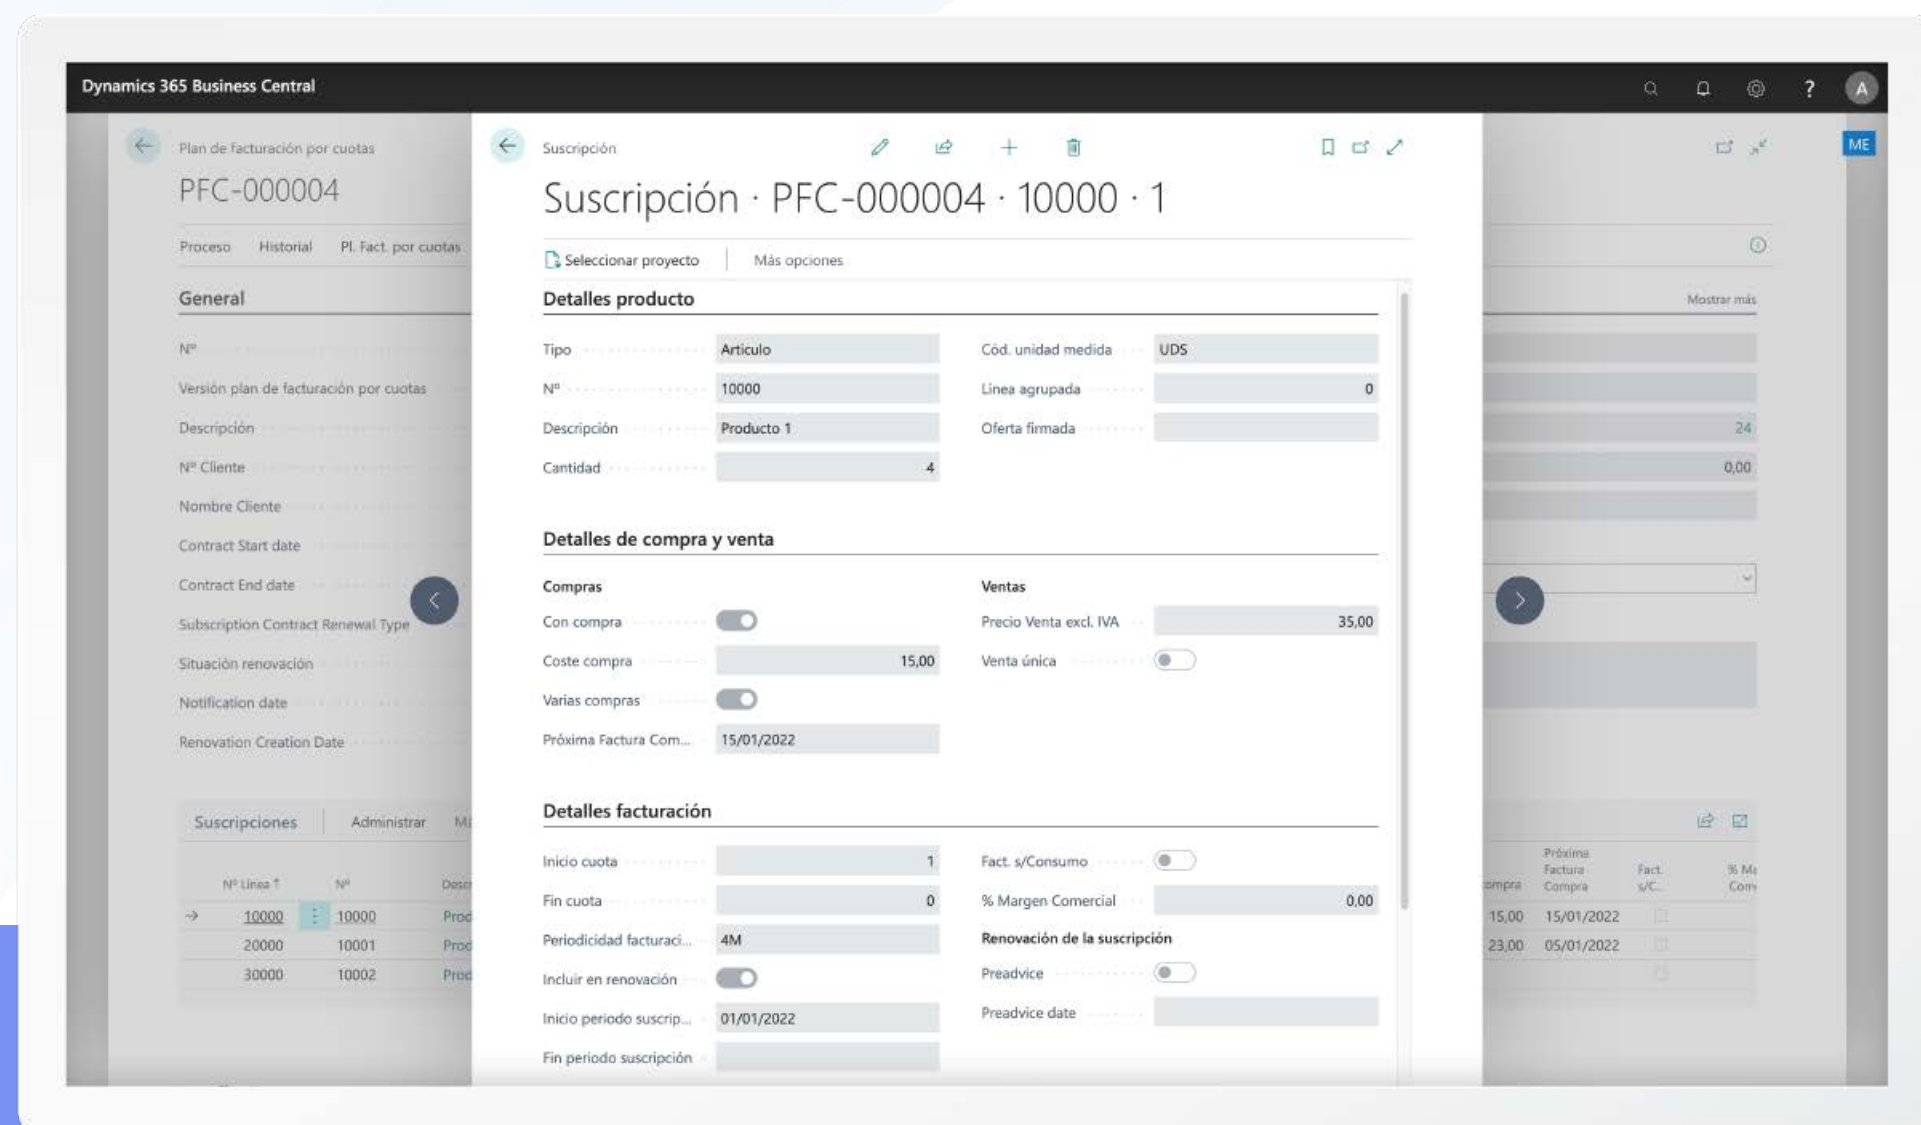 Dynamics 365 Business Central
?
A
ME
Plan de facturación por cuotas
PFC-000004
Proceso Historial Pl. Fact. por cuotas
General
Nº
Versión plan de facturación por cuotas
Descripción
Nº Cliente
Nombre Cliente
Contract Start date
Contract End date
Subscription Contract Renewal Type
Situación renovación
Notification date
Renovation Creation Date
Suscripciones Administrar
Nº Línea ↑ Nº
10000 10000
20000 10001
30000 10002
Suscripción
Suscripción · PFC-000004 · 10000 · 1
Seleccionar proyecto Más opciones
Detalles producto
Tipo Articulo Cód. unidad medida UDS
Nº 10000 Línea agrupada 0
Descripción Producto 1 Oferta firmada
Cantidad 4
Detalles de compra y venta
Compras Ventas
Con compra Precio Venta excl. IVA 35,00
Coste compra 15,00 Venta única
Varias compras
Próxima Factura Com... 15/01/2022
Detalles facturación
Inicio cuota 1 Fact. s/Consumo
Fin cuota 0 % Margen Comercial 0,00
Periodicidad facturaci... 4M Renovación de la suscripción
Incluir en renovación Preadvice
Inicio periodo suscrip... 01/01/2022 Preadvice date
Fin periodo suscripción
Mostrar más
24
0,00
Próxima
Factura Fact. % Ma
Compra s/C...
15,00 15/01/2022
23,00 05/01/2022